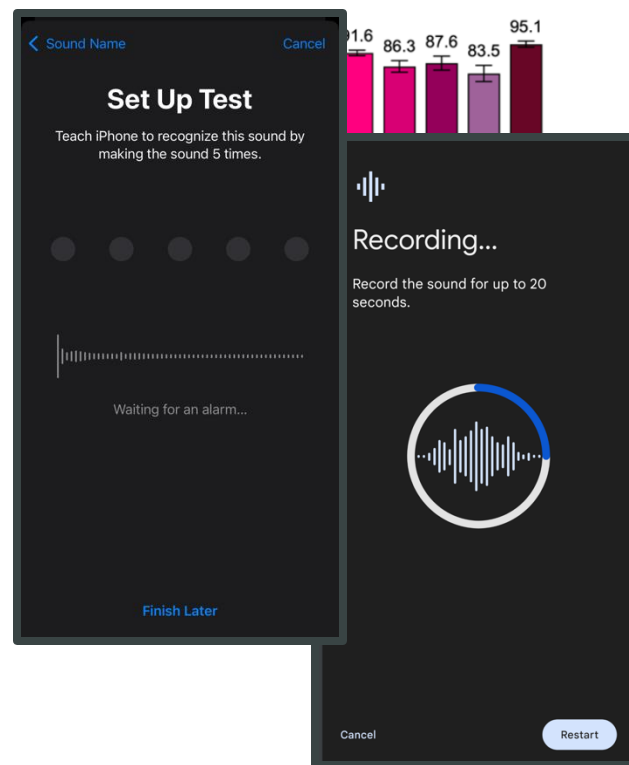 Sound Name
Cancel
Set Up Test
Teach iPhone to recognize this sound by
making the sound 5 times.
Waiting for an alarm...
Finish Later
86.3
87.6
83.5
95.1
Recording...
Record the sound for up to 20
seconds.
Cancel
Restart